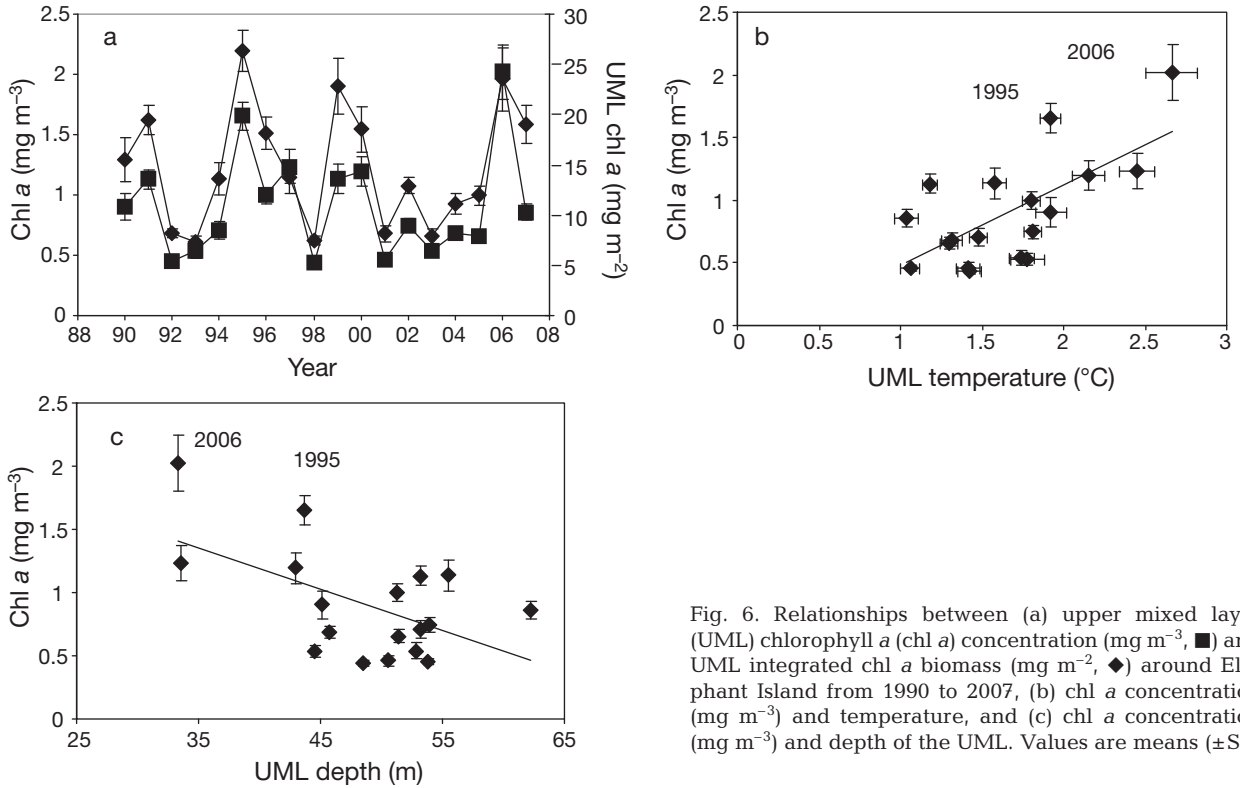 a
2.5
2
1.5
1
0.5
0
Chl a (mg m⁻³)
30
25
20
15
10
5
0
UML chl a (mg m⁻²)
88 90 92 94 96 98 00 02 04 06 08
Year
b
2006
1995
2.5
2
1.5
1
0.5
0
Chl a (mg m⁻³)
0 0.5 1 1.5 2 2.5 3
UML temperature (°C)
c
2006
1995
2.5
2
1.5
1
0.5
0
Chl a (mg m⁻³)
25 35 45 55 65
UML depth (m)
Fig. 6. Relationships between (a) upper mixed lay
(UML) chlorophyll a (chl a) concentration (mg m⁻³, ■) an
UML integrated chl a biomass (mg m⁻², ◆) around El
phant Island from 1990 to 2007, (b) chl a concentratio
(mg m⁻³) and temperature, and (c) chl a concentratio
(mg m⁻³) and depth of the UML. Values are means (±S